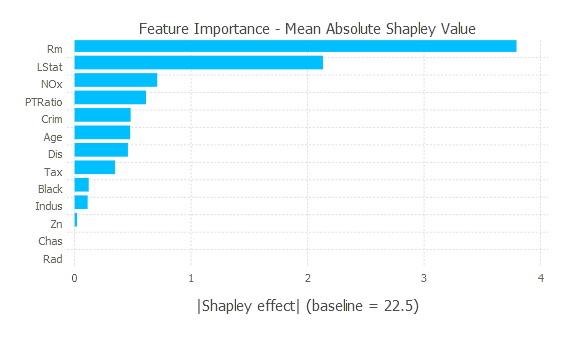 Feature Importance - Mean Absolute Shapley Value
Rm
LStat
NOx
PTRatio
Crim
Age
Dis
Tax
Black
Indus
Zn
Chas
Rad
0 1 2 3 4
|Shapley effect| (baseline = 22.5)